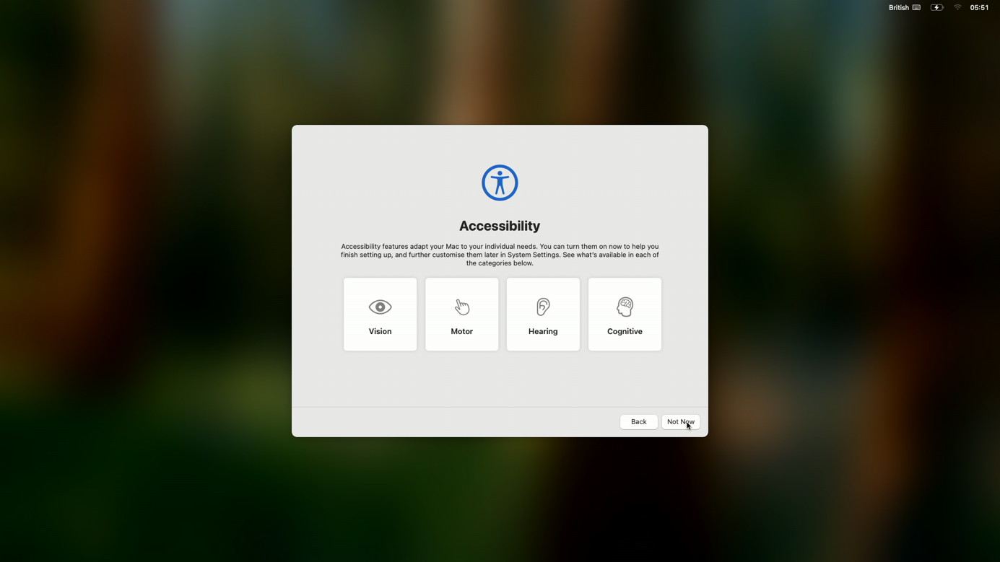 British
05:51
Accessibility
Accessibility features adapt your Mac to your individual needs. You can turn them on now to help you
finish setting up, and further customise them later in System Settings. See what's available in each of
the categories below.
Vision
Motor
Hearing
Cognitive
Back
Not Now